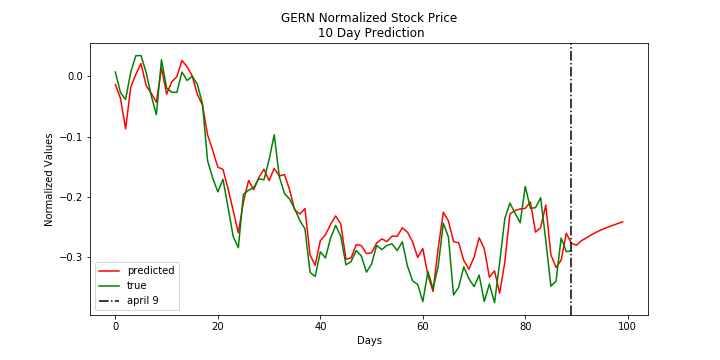 GERN Normalized Stock Price
10 Day Prediction
Normalized Values
0.0
−0.1
−0.2
−0.3
predicted
true
april 9
0 20 40 60 80 100
Days